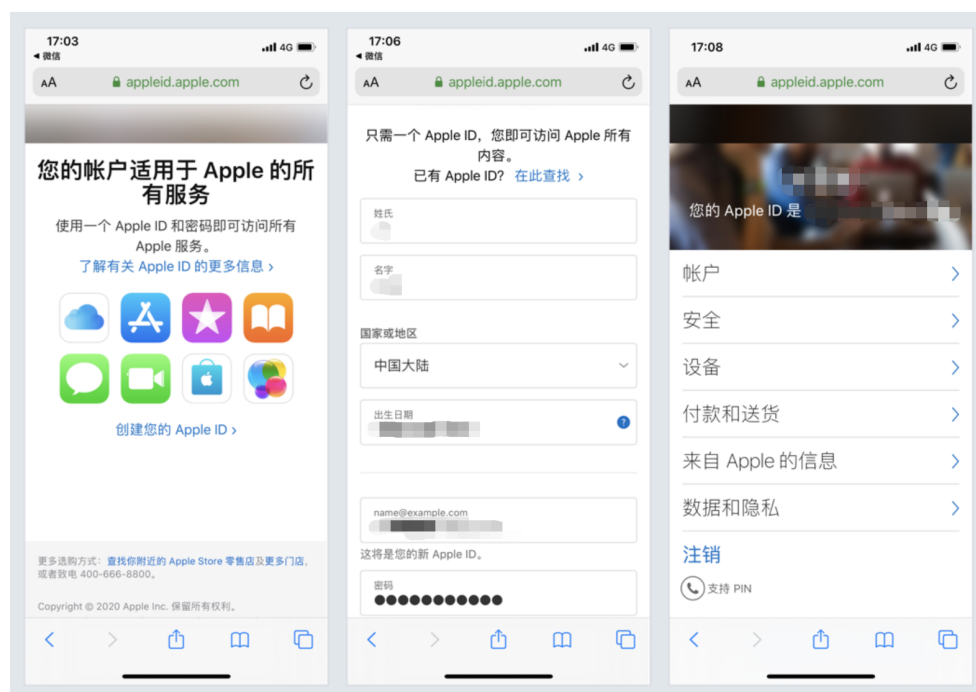 17:03
4G
微信
AA
appleid.apple.com
您的帐户适用于 Apple 的所
有服务
使用一个 Apple ID 和密码即可访问所有
Apple 服务。
了解有关 Apple ID 的更多信息 ›
创建您的 Apple ID ›
更多选购方式：查找你附近的 Apple Store 零售店及更多门店，
或者致电 400-666-8800。
Copyright © 2020 Apple Inc. 保留所有权利。
17:06
4G
微信
AA
appleid.apple.com
只需一个 Apple ID，您即可访问 Apple 所有
内容。
已有 Apple ID? 在此查找 ›
姓氏
名字
国家或地区
中国大陆
出生日期
?
name@example.com
这将是您的新 Apple ID。
密码
17:08
4G
AA
appleid.apple.com
您的 Apple ID 是
帐户
安全
设备
付款和送货
来自 Apple 的信息
数据和隐私
注销
支持 PIN